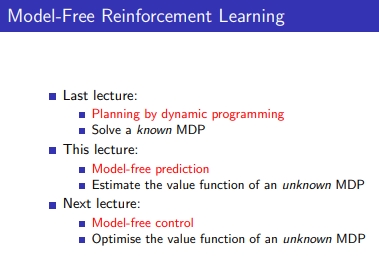 Model-Free Reinforcement Learning
Last lecture:
Planning by dynamic programming
Solve a known MDP
This lecture:
Model-free prediction
Estimate the value function of an unknown MDP
Next lecture:
Model-free control
Optimise the value function of an unknown MDP